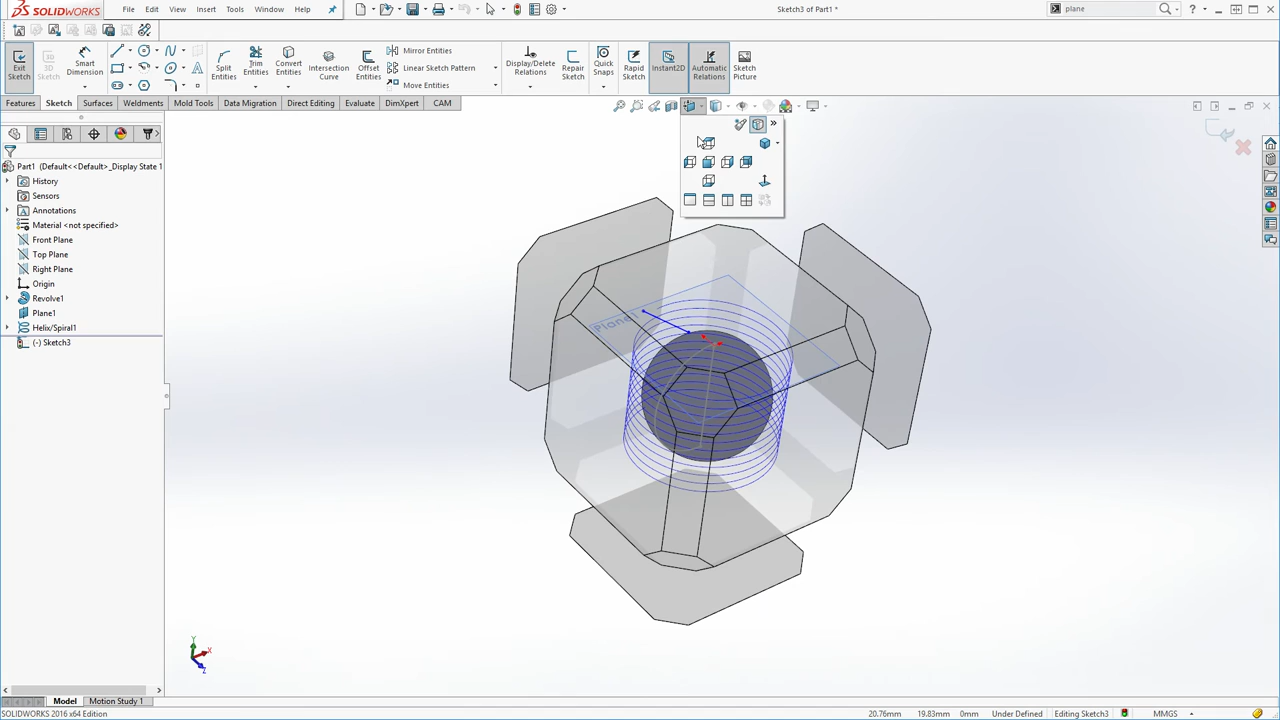 SOLIDWORKS
File
Edit
View
Insert
Tools
Window
Help
Sketch3 of Part1 *
plane
Exit Sketch
3D Sketch
Smart Dimension
Split Entities
Trim Entities
Convert Entities
Intersection Curve
Offset Entities
Mirror Entities
Linear Sketch Pattern
Move Entities
Display/Delete Relations
Repair Sketch
Quick Snaps
Rapid Sketch
Instant2D
Automatic Relations
Sketch Picture
Features
Sketch
Surfaces
Weldments
Mold Tools
Data Migration
Direct Editing
Evaluate
DimXpert
CAM
Part1 (Default<<Default>_Display State 1
History
Sensors
Annotations
Material <not specified>
Front Plane
Top Plane
Right Plane
Origin
Revolve1
Plane1
Helix/Spiral1
(-) Sketch3
Y
X
Z
Model
Motion Study 1
SOLIDWORKS 2016 x64 Edition
20.76mm
19.83mm
0mm
Under Defined
Editing Sketch3
MMGS